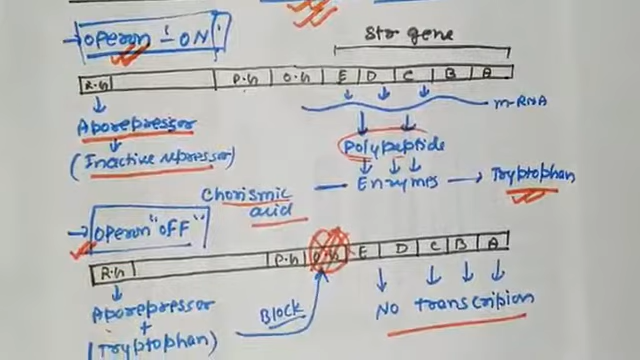 Operon - ON
Str gene
R.G P.G O.G E D C B A
m-RNA
Aporepressor
(Inactive repressor)
Polypeptide
Chorismic acid
Enzymes
Tryptophan
Operon "OFF"
R.G P.G O.G E D C B A
Aporepressor
+
(Tryptophan)
Block
No transcription